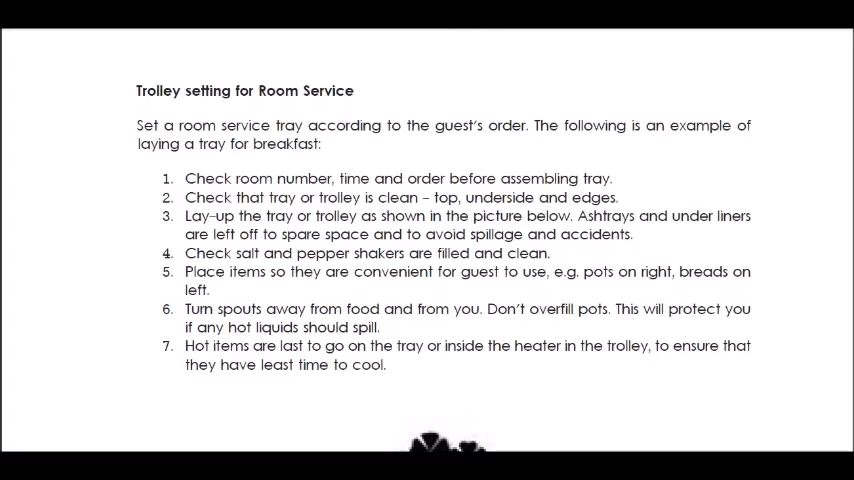 Trolley setting for Room Service
Set a room service tray according to the guest's order. The following is an example of
laying a tray for breakfast:
1. Check room number, time and order before assembling tray.
2. Check that tray or trolley is clean – top, underside and edges.
3. Lay-up the tray or trolley as shown in the picture below. Ashtrays and under liners
are left off to spare space and to avoid spillage and accidents.
4. Check salt and pepper shakers are filled and clean.
5. Place items so they are convenient for guest to use, e.g. pots on right, breads on
left.
6. Turn spouts away from food and from you. Don't overfill pots. This will protect you
if any hot liquids should spill.
7. Hot items are last to go on the tray or inside the heater in the trolley, to ensure that
they have least time to cool.